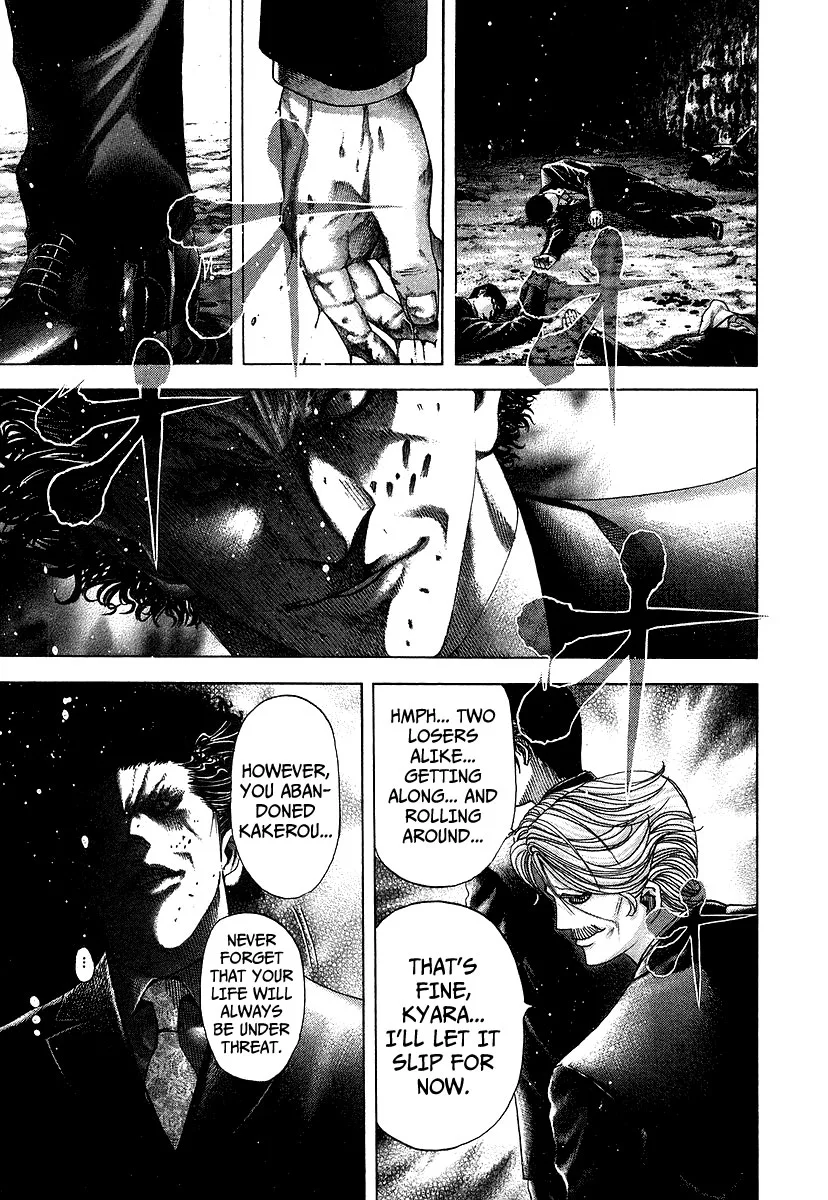 HMPH... TWO
LOSERS
ALIKE...
GETTING
ALONG... AND
ROLLING
AROUND...
THAT'S
FINE,
KYARA...
I'LL LET IT
SLIP FOR
NOW.
HOWEVER,
YOU ABAN-
DONED
KAKEROU...
NEVER
FORGET
THAT YOUR
LIFE WILL
ALWAYS
BE UNDER
THREAT.
...